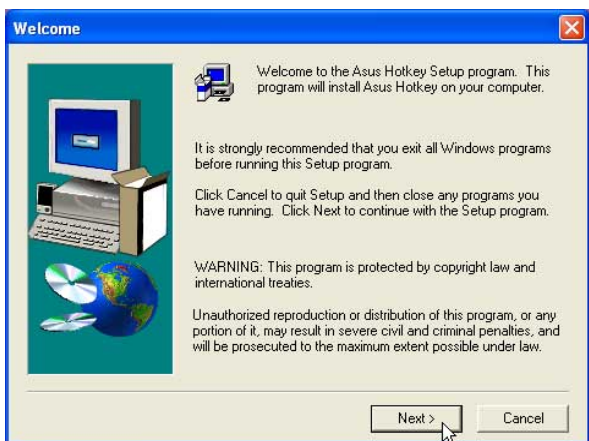 Welcome
Welcome to the Asus Hotkey Setup program. This
program will install Asus Hotkey on your computer.
It is strongly recommended that you exit all Windows programs
before running this Setup program.
Click Cancel to quit Setup and then close any programs you
have running. Click Next to continue with the Setup program.
WARNING: This program is protected by copyright law and
international treaties.
Unauthorized reproduction or distribution of this program, or any
portion of it, may result in severe civil and criminal penalties, and
will be prosecuted to the maximum extent possible under law.
Next >
Cancel